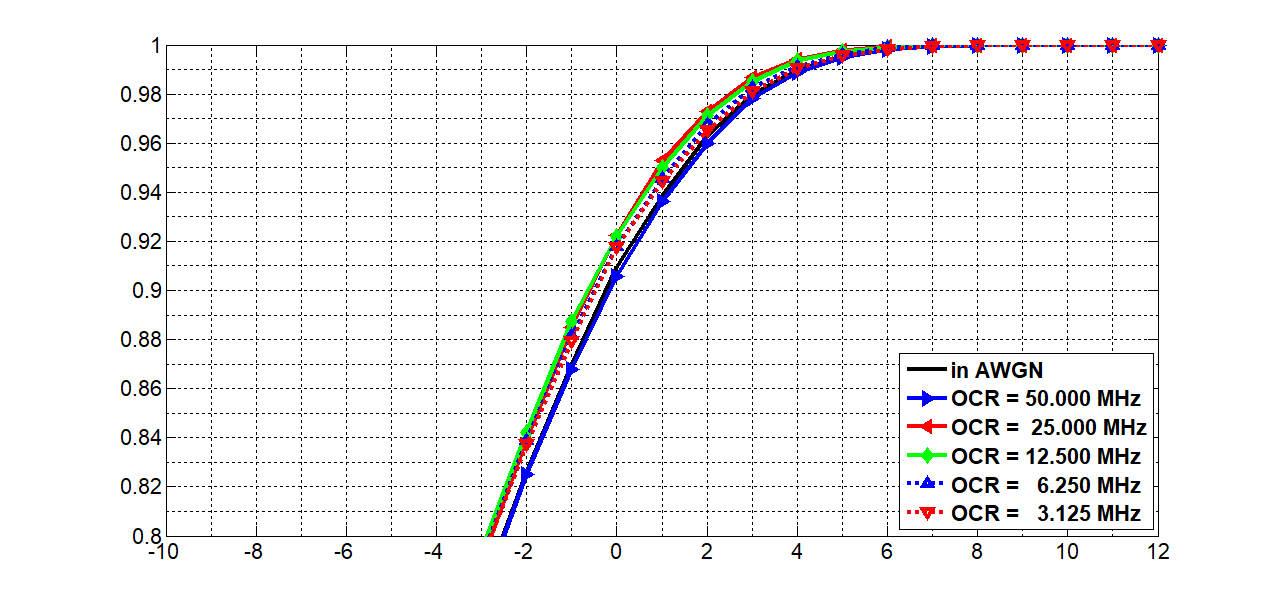 1
0.98
0.96
0.94
0.92
0.9
0.88
0.86
0.84
0.82
0.8
-10 -8 -6 -4 -2 0 2 4 6 8 10 12
in AWGN
OCR = 50.000 MHz
OCR = 25.000 MHz
OCR = 12.500 MHz
OCR = 6.250 MHz
OCR = 3.125 MHz